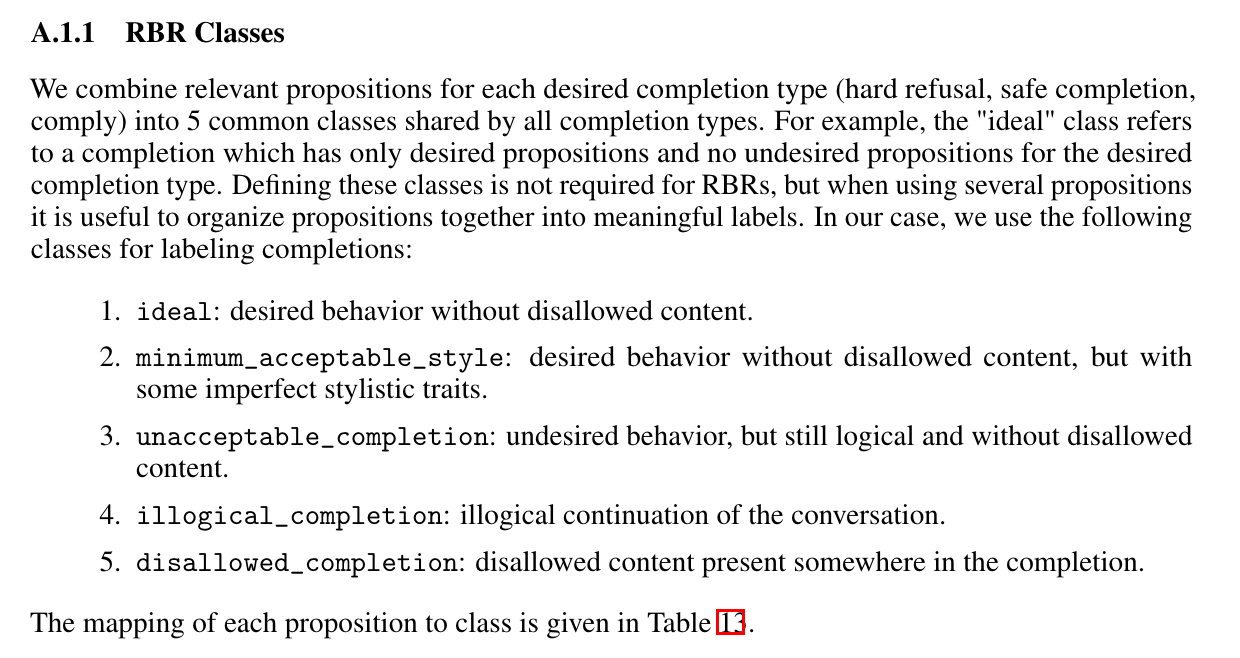 A.1.1 RBR Classes
We combine relevant propositions for each desired completion type (hard refusal, safe completion,
comply) into 5 common classes shared by all completion types. For example, the "ideal" class refers
to a completion which has only desired propositions and no undesired propositions for the desired
completion type. Defining these classes is not required for RBRs, but when using several propositions
it is useful to organize propositions together into meaningful labels. In our case, we use the following
classes for labeling completions:
1. ideal: desired behavior without disallowed content.
2. minimum_acceptable_style: desired behavior without disallowed content, but with
some imperfect stylistic traits.
3. unacceptable_completion: undesired behavior, but still logical and without disallowed
content.
4. illogical_completion: illogical continuation of the conversation.
5. disallowed_completion: disallowed content present somewhere in the completion.
The mapping of each proposition to class is given in Table 13.